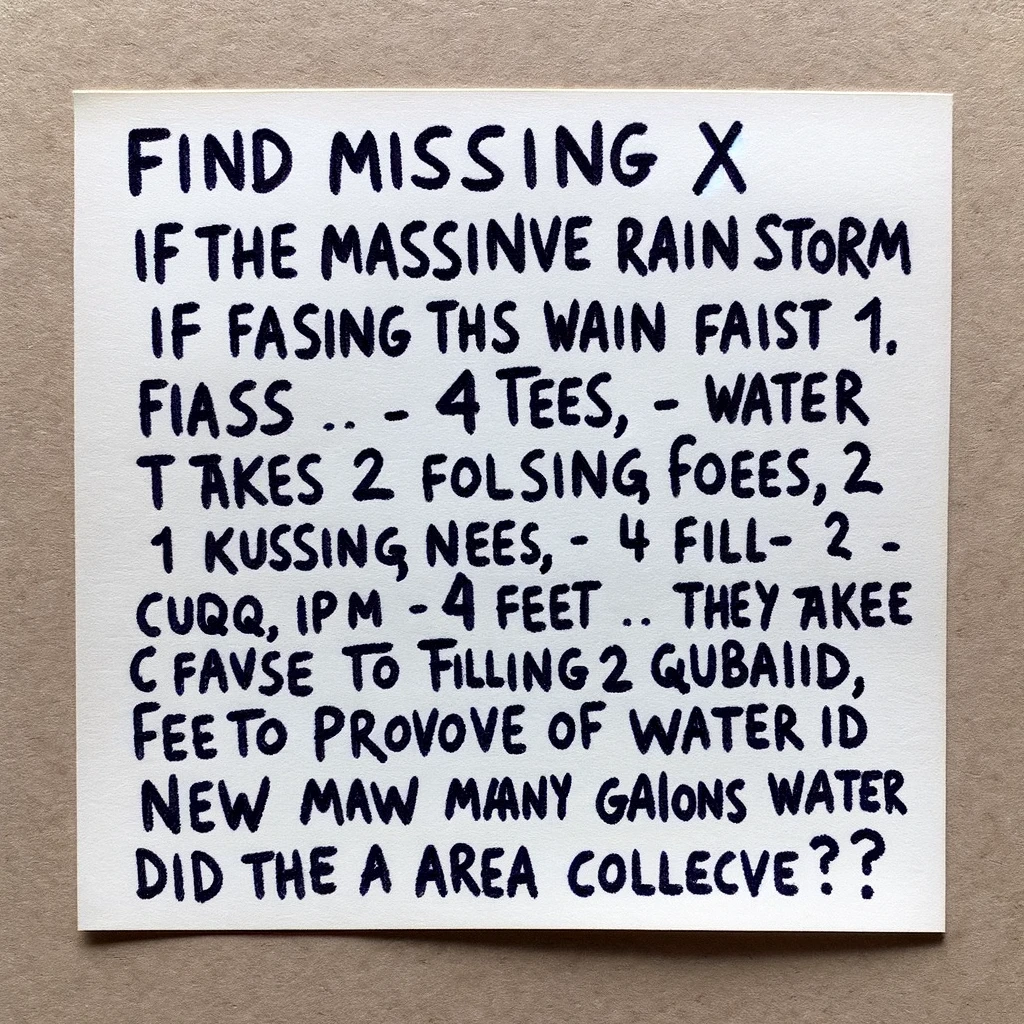 FIND MISSING X
IF THE MASSINVE RAIN STORM
IF FASING THS WAIN FAIST 1.
FIASS .. - 4 TEES, - WATER
TAKES 2 FOLSING FOEES, 2
1 KUSSING NEES, - 4 FILL- 2 -
CUQQ, IPM - 4 FEET .. THEY AKEE
C FAVSE TO FILLING 2 QUBAIID,
FEE TO PROVOVE OF WATER ID
NEW MAW MANY GAIONS WATER
DID THE A AREA COLLECVE??